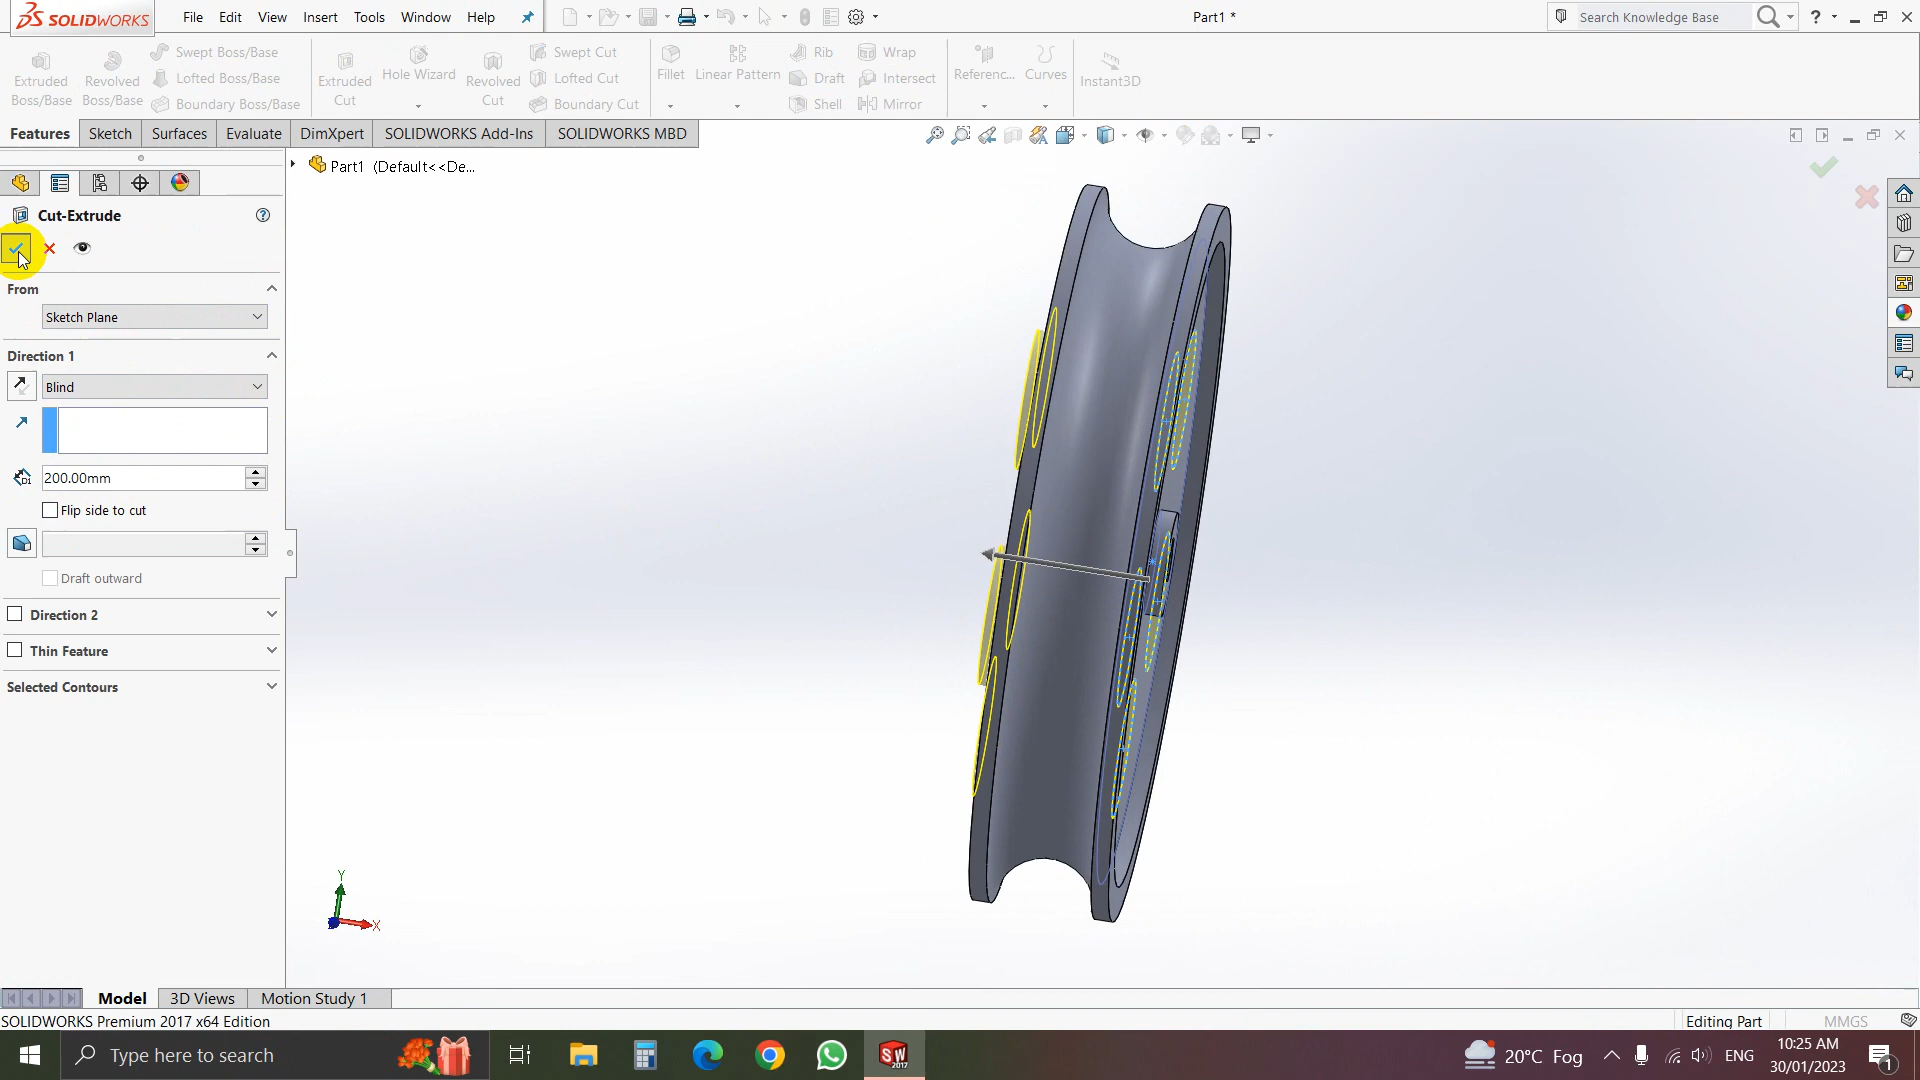 SOLIDWORKS File Edit View Insert Tools Window Help Part1 * Search Knowledge Base ?
Extruded Boss/Base Revolved Boss/Base Swept Boss/Base Lofted Boss/Base Boundary Boss/Base Extruded Cut Hole Wizard Revolved Cut Swept Cut Lofted Cut Boundary Cut Fillet Linear Pattern Rib Draft Shell Wrap Intersect Mirror Referenc... Curves Instant3D
Features Sketch Surfaces Evaluate DimXpert SOLIDWORKS Add-Ins SOLIDWORKS MBD
Part1 (Default<<De...
Cut-Extrude ?
From
Sketch Plane
Direction 1
Blind
D1 200.00mm
Flip side to cut
Draft outward
Direction 2
Thin Feature
Selected Contours
Y
X
Model 3D Views Motion Study 1
SOLIDWORKS Premium 2017 x64 Edition Editing Part MMGS
Type here to search SW 2017 20°C Fog ENG 10:25 AM
30/01/2023 1